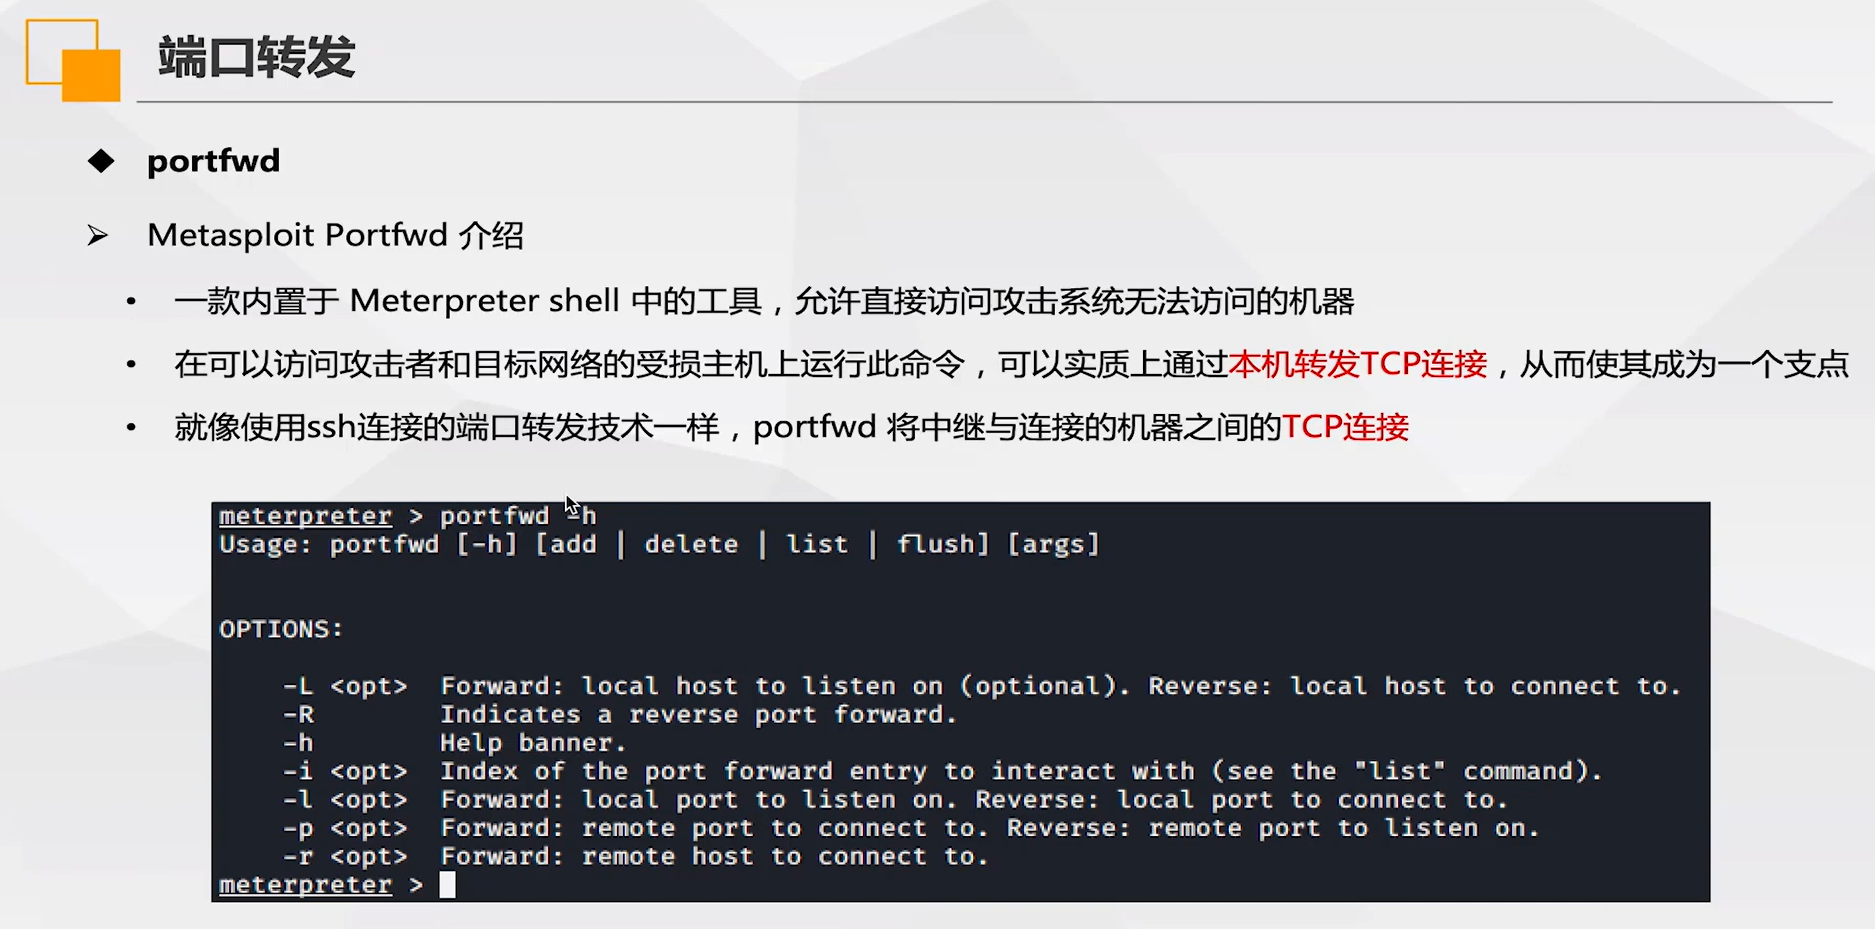 端口转发
portfwd
Metasploit Portfwd 介绍
一款内置于 Meterpreter shell 中的工具，允许直接访问攻击系统无法访问的机器
在可以访问攻击者和目标网络的受损主机上运行此命令，可以实质上通过本机转发TCP连接，从而使其成为一个支点
就像使用ssh连接的端口转发技术一样，portfwd 将中继与连接的机器之间的TCP连接
meterpreter > portfwd -h
Usage: portfwd [-h] [add | delete | list | flush] [args]
OPTIONS:
-L <opt>  Forward: local host to listen on (optional). Reverse: local host to connect to.
-R        Indicates a reverse port forward.
-h        Help banner.
-i <opt>  Index of the port forward entry to interact with (see the "list" command).
-l <opt>  Forward: local port to listen on. Reverse: local port to connect to.
-p <opt>  Forward: remote port to connect to. Reverse: remote port to listen on.
-r <opt>  Forward: remote host to connect to.
meterpreter >